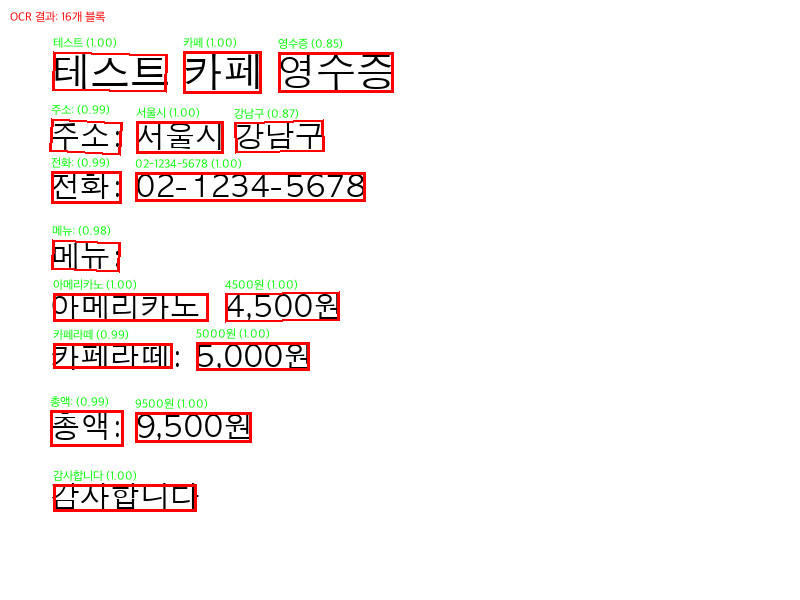 OCR 결과: 16개 블록
테스트 (1.00) 카페 (1.00) 영수증 (0.85)
테스트 카페 영수증
주소: (0.99) 서울시 (1.00) 강남구 (0.87)
주소: 서울시 강남구
전화: (0.99) 02-1234-5678 (1.00)
전화: 02-1234-5678
메뉴: (0.98)
메뉴:
아메리카노 (1.00) 4500원 (1.00)
아메리카노 4,500원
카페라떼 (0.99) 5000원 (1.00)
카페라떼: 5,000원
총액: (0.99) 9500원 (1.00)
총액: 9,500원
감사합니다 (1.00)
감사합니다